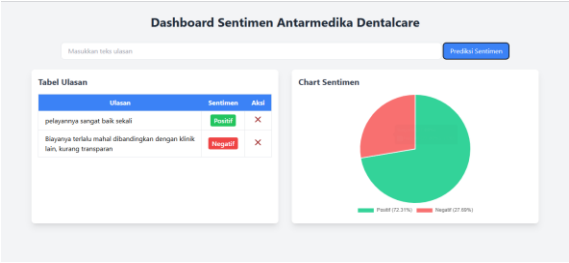 Dashboard Sentimen Antarmedika Dentalcare
Masukkan teks ulasan
Prediksi Sentimen
Tabel Ulasan
Ulasan Sentimen Aksi
pelayannya sangat baik sekali Positif
Biayanya terlalu mahal dibandingkan dengan klinik
lain, kurang transparan Negatif
Chart Sentimen
Positif (72.31%) Negatif (27.69%)